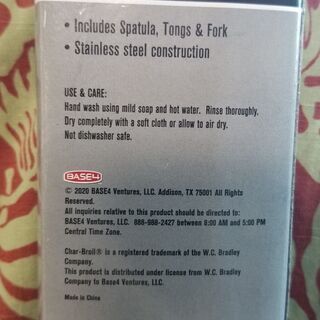 • Includes Spatula, Tongs & Fork
• Stainless steel construction
USE & CARE:
Hand wash using mild soap and hot water. Rinse thoroughly.
Dry completely with a soft cloth or allow to air dry.
Not dishwasher safe.
BASE4
© 2020 BASE4 Ventures, LLC. Addison, TX 75001 All Rights
Reserved.
All inquiries relative to this product should be directed to:
BASE4 Ventures, LLC. 888-988-2427 between 8:00 AM and 5:00 PM
Central Time Zone.
Char-Broil® is a registered trademark of the W.C. Bradley
Company.
This product is distributed under license from W.C. Bradley
Company to Base4 Ventures, LLC.
Made in China